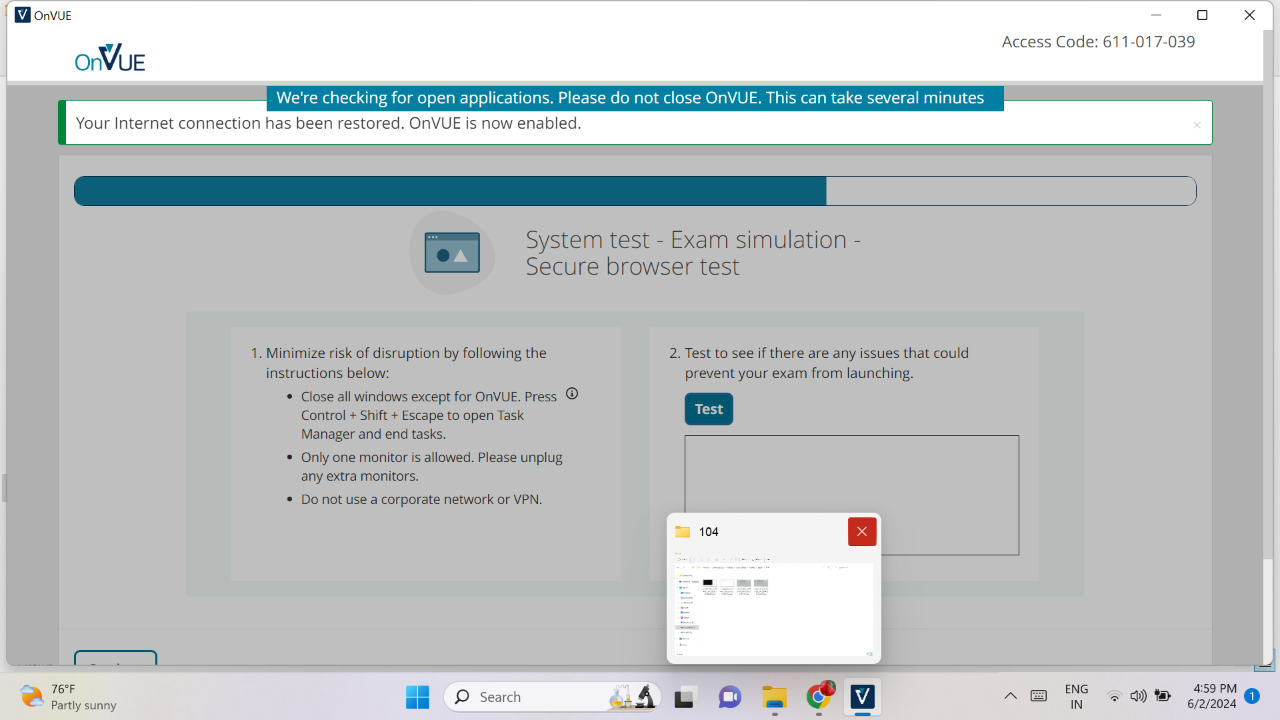 OnVUE
Access Code: 611-017-039
OnVUE
We're checking for open applications. Please do not close OnVUE. This can take several minutes
Your Internet connection has been restored. OnVUE is now enabled.
System test - Exam simulation -
Secure browser test
1. Minimize risk of disruption by following the
instructions below:
• Close all windows except for OnVUE. Press
Control + Shift + Escape to open Task
Manager and end tasks.
• Only one monitor is allowed. Please unplug
any extra monitors.
• Do not use a corporate network or VPN.
2. Test to see if there are any issues that could
prevent your exam from launching.
Test
104
76°F
Partly sunny
Search
ENG
IN
4:59 PM
6/2/2024
1